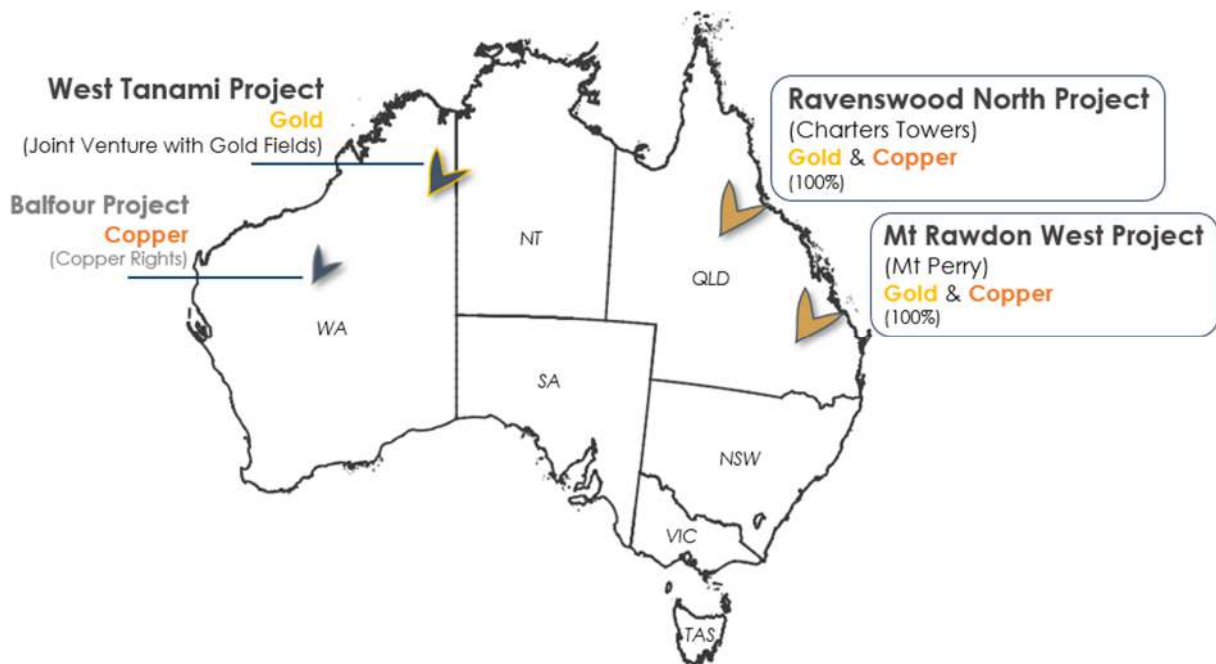 West Tanami Project
Gold
(Joint Venture with Gold Fields)
Balfour Project
Copper
(Copper Rights)
Ravenswood North Project
(Charters Towers)
Gold & Copper
(100%)
Mt Rawdon West Project
(Mt Perry)
Gold & Copper
(100%)
NT
QLD
WA
SA
NSW
VIC
TAS